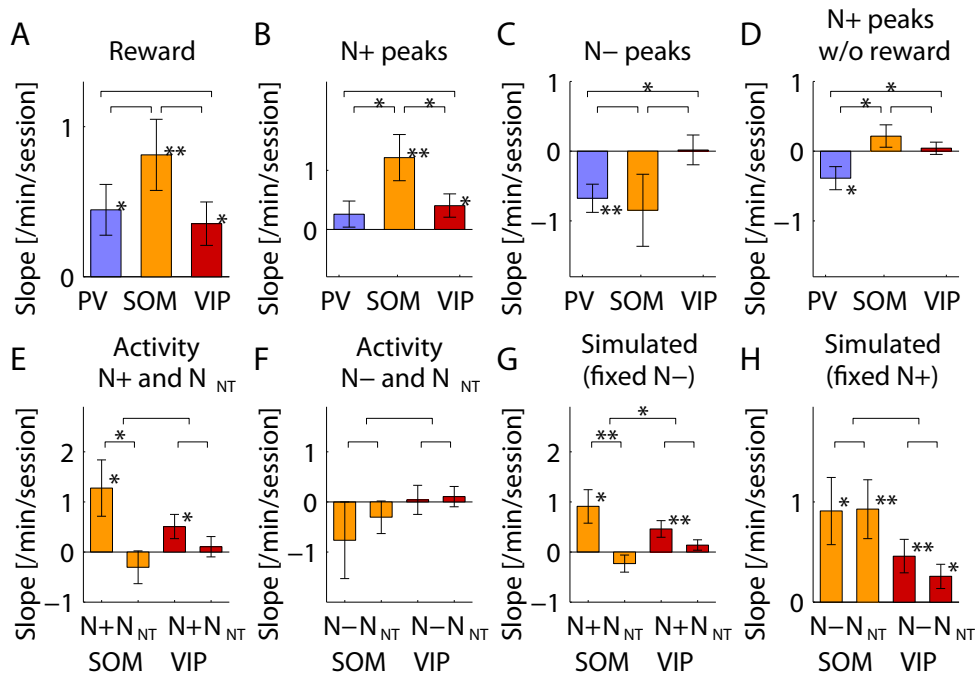 A
Reward
Slope [/min/session]
1
0
*
**
*
PV SOM VIP
B
N+ peaks
Slope [/min/session]
1
0
*
*
**
*
PV SOM VIP
C
N− peaks
Slope [/min/session]
1
0
−1
*
**
PV SOM VIP
D
N+ peaks
w/o reward
Slope [/min/session]
1
0
−1
*
*
*
PV SOM VIP
E
Activity
N+ and N NT
Slope [/min/session]
2
1
0
−1
*
*
*
N+N NT N+N NT
SOM VIP
F
Activity
N− and N NT
Slope [/min/session]
1
0
−1
N−N NT N−N NT
SOM VIP
G
Simulated
(fixed N−)
Slope [/min/session]
2
1
0
−1
*
**
*
**
N+N NT N+N NT
SOM VIP
H
Simulated
(fixed N+)
Slope [/min/session]
1
0
*
**
**
*
N−N NT N−N NT
SOM VIP